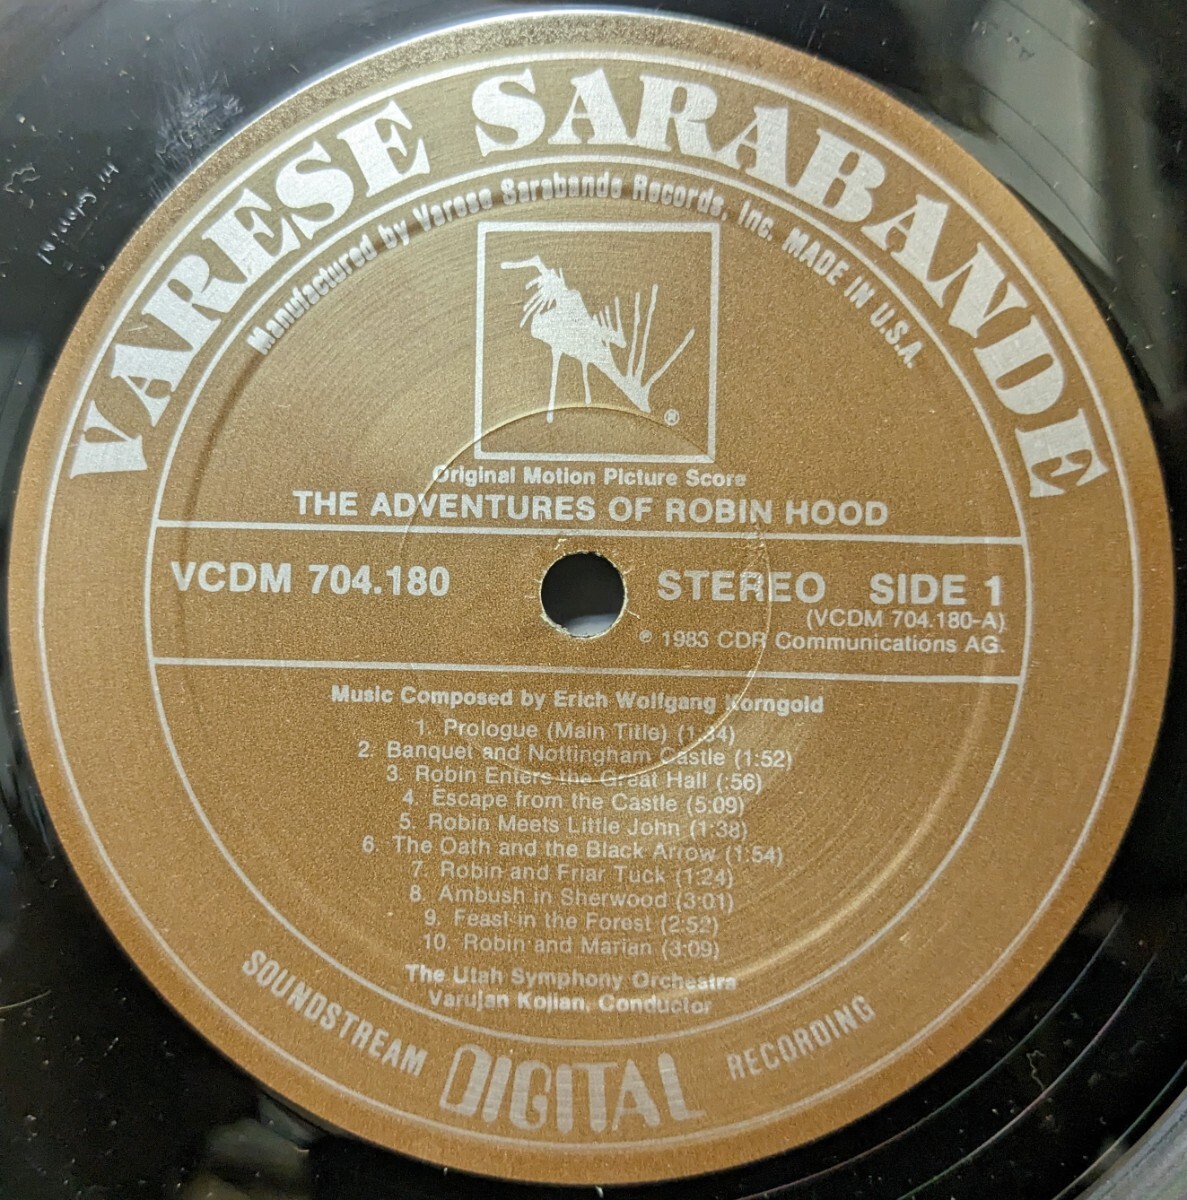 VARESE SARABANDE
Manufactured by Varese Sarabande Records, Inc. MADE IN U.S.A.
®
Original Motion Picture Score
THE ADVENTURES OF ROBIN HOOD
VCDM 704.180
STEREO SIDE 1
(VCDM 704.180-A)
℗ 1983 CDR Communications AG.
Music Composed by Erich Wolfgang Korngold
1. Prologue (Main Title) (1:34)
2. Banquet and Nottingham Castle (1:52)
3. Robin Enters the Great Hall (:56)
4. Escape from the Castle (5:09)
5. Robin Meets Little John (1:38)
6. The Oath and the Black Arrow (1:54)
7. Robin and Friar Tuck (1:24)
8. Ambush in Sherwood (3:01)
9. Feast in the Forest (2:52)
10. Robin and Marian (3:09)
The Utah Symphony Orchestra
Varujan Kojian, Conductor
SOUNDSTREAM DIGITAL RECORDING